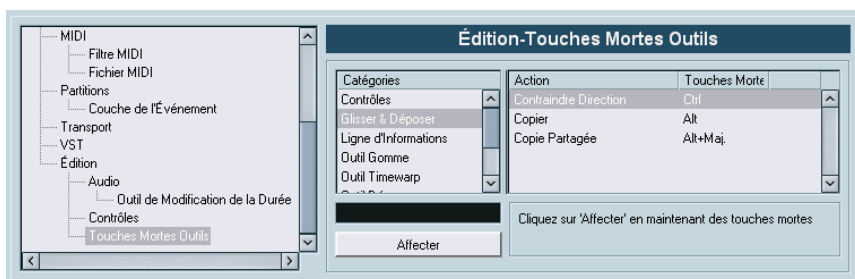 MIDI
Filtre MIDI
Fichier MIDI
Partitions
Couche de l'Événement
Transport
VST
Édition
Audio
Outil de Modification de la Durée
Contrôles
Touches Mortes Outils
Édition-Touches Mortes Outils
Catégories
Contrôles
Glisser & Déposer
Ligne d'Informations
Outil Gomme
Outil Timewarp
Action Touches Morte
Contraindre Direction Ctrl
Copier Alt
Copie Partagée Alt+Maj.
Affecter
Cliquez sur 'Affecter' en maintenant des touches mortes